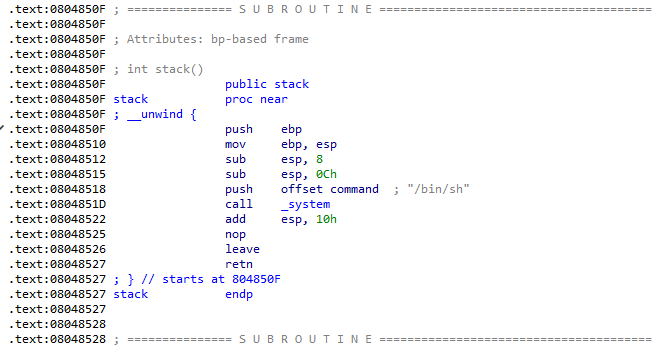 .text:0804850F ; =============== S U B R O U T I N E =======================================
.text:0804850F
.text:0804850F ; Attributes: bp-based frame
.text:0804850F
.text:0804850F ; int stack()
.text:0804850F                 public stack
.text:0804850F stack           proc near
.text:0804850F ; __unwind {
.text:0804850F                 push    ebp
.text:08048510                 mov     ebp, esp
.text:08048512                 sub     esp, 8
.text:08048515                 sub     esp, 0Ch
.text:08048518                 push    offset command  ; "/bin/sh"
.text:0804851D                 call    _system
.text:08048522                 add     esp, 10h
.text:08048525                 nop
.text:08048526                 leave
.text:08048527                 retn
.text:08048527 ; } // starts at 804850F
.text:08048527 stack           endp
.text:08048527
.text:08048528
.text:08048528 ; =============== S U B R O U T I N E =======================================